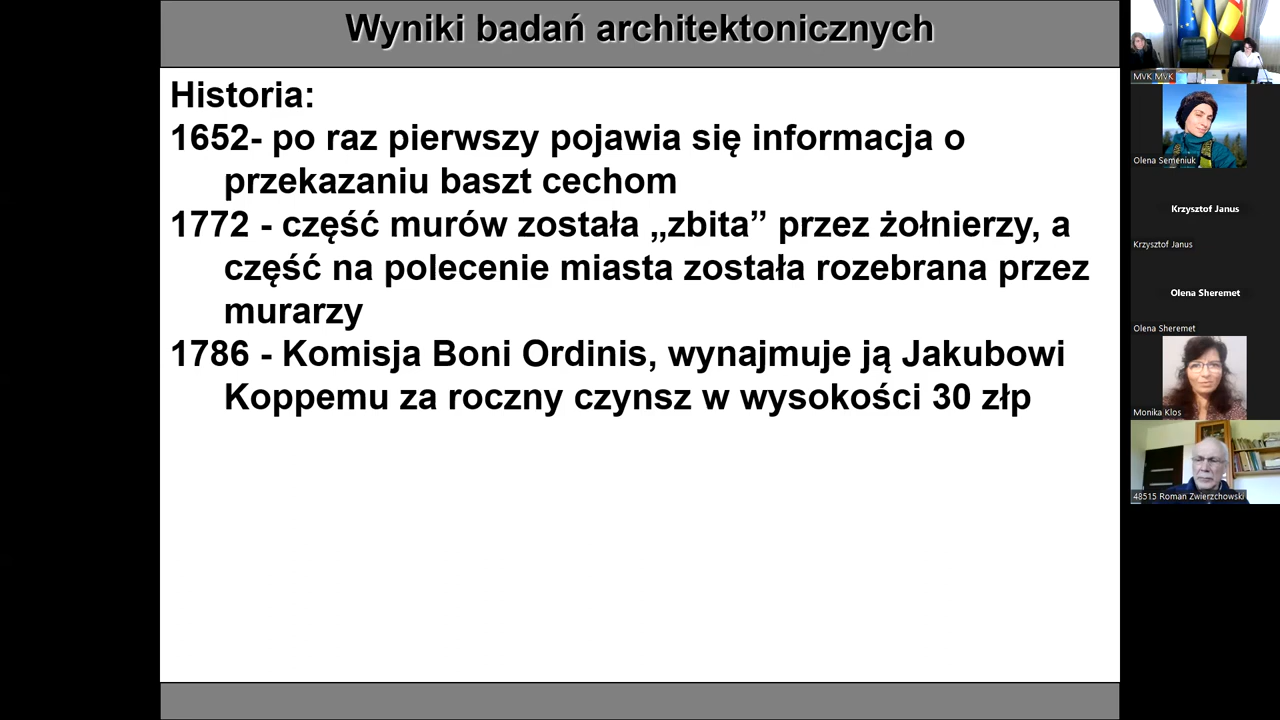 Wyniki badań architektonicznych
Historia:
1652- po raz pierwszy pojawia się informacja o
przekazaniu baszt cechom
1772 - część murów została „zbita” przez żołnierzy, a
część na polecenie miasta została rozebrana przez
murarzy
1786 - Komisja Boni Ordinis, wynajmuje ją Jakubowi
Koppemu za roczny czynsz w wysokości 30 złp
MVK MVK
Olena Semeniuk
Krzysztof Janus
Krzysztof Janus
Olena Sheremet
Olena Sheremet
Monika Klos
48515 Roman Zwierzchowski